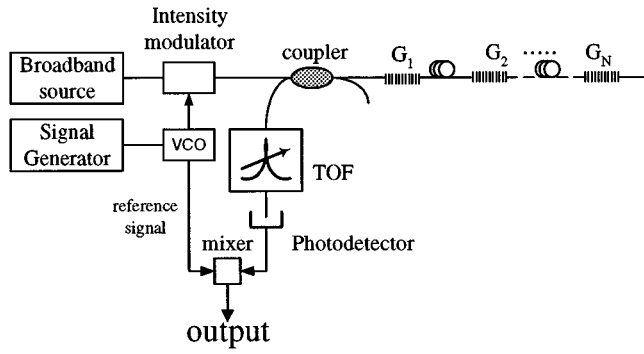 Intensity
modulator
Broadband
source
coupler
G1
G2
.....
GN
Signal
Generator
VCO
TOF
reference
signal
mixer
Photodetector
output